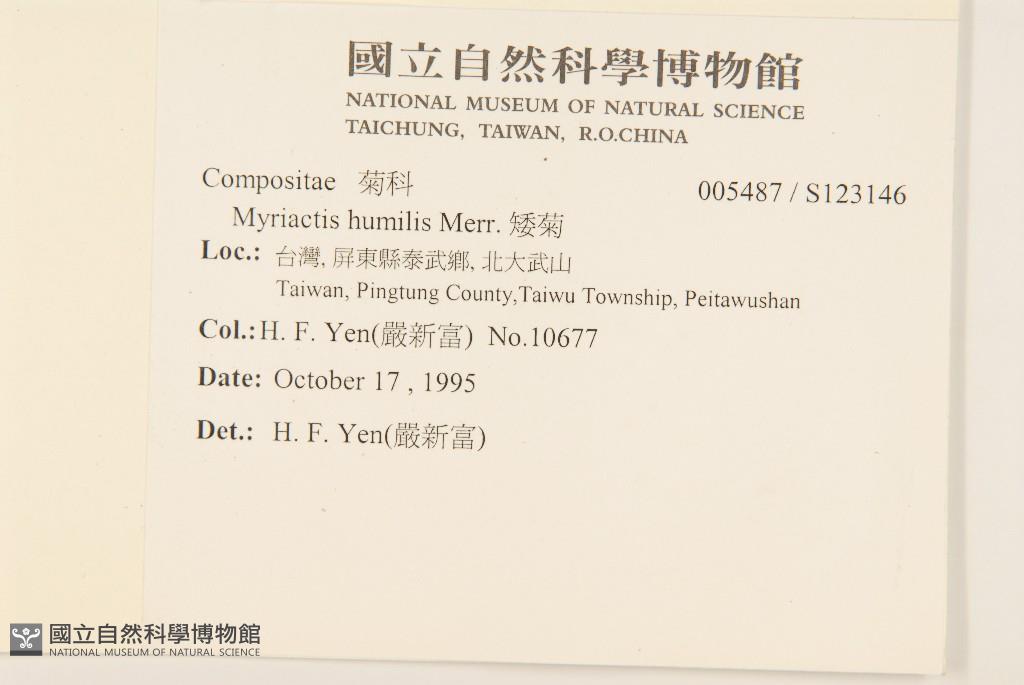 國立自然科學博物館
NATIONAL MUSEUM OF NATURAL SCIENCE
TAICHUNG, TAIWAN, R.O.CHINA
Compositae 菊科 005487 / S123146
Myriactis humilis Merr. 矮菊
Loc.: 台灣, 屏東縣泰武鄉, 北大武山
Taiwan, Pingtung County,Taiwu Township, Peitawushan
Col.:H. F. Yen(嚴新富) No.10677
Date: October 17 , 1995
Det.: H. F. Yen(嚴新富)
國立自然科學博物館
NATIONAL MUSEUM OF NATURAL SCIENCE